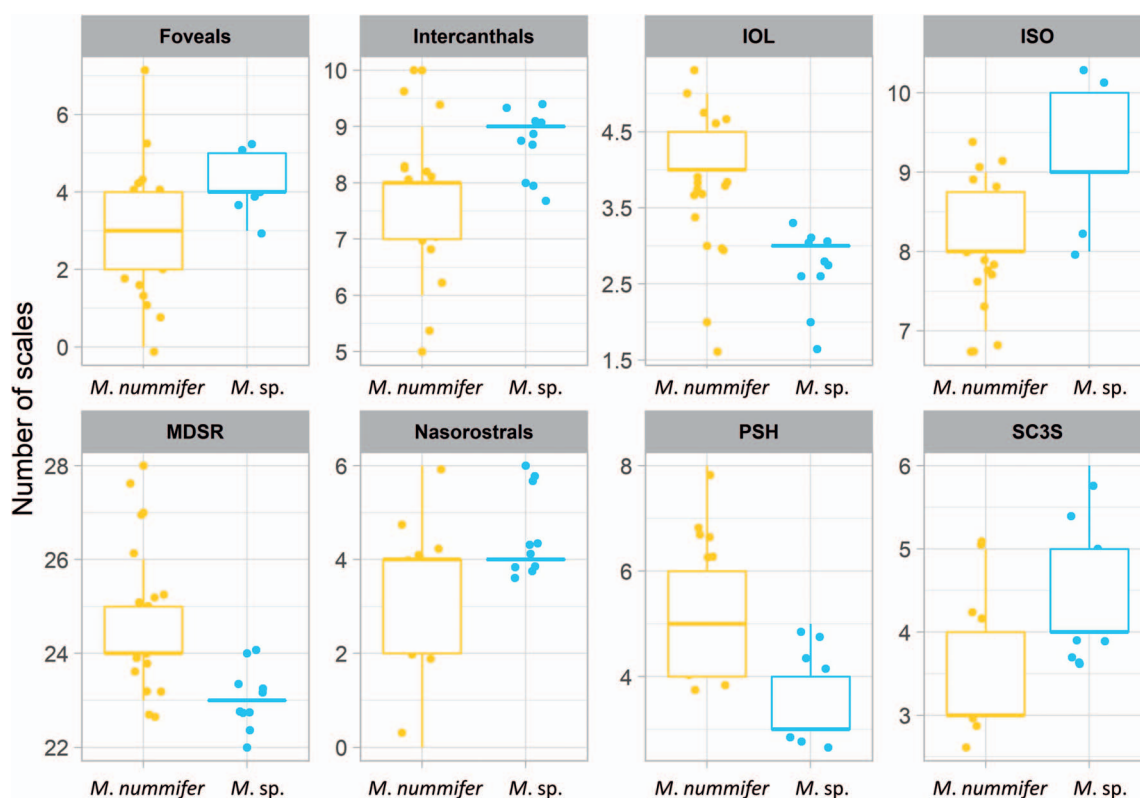 Foveals Intercanthals IOL ISO
6 4 2 0
10 9 8 7 6 5
4.5 3.5 2.5 1.5
10 9 8 7
M. nummifer M. sp. M. nummifer M. sp. M. nummifer M. sp. M. nummifer M. sp.
Number of scales
MDSR Nasorostrals PSH SC3S
28 26 24 22
6 4 2 0
8 6 4
6 5 4 3
M. nummifer M. sp. M. nummifer M. sp. M. nummifer M. sp. M. nummifer M. sp.